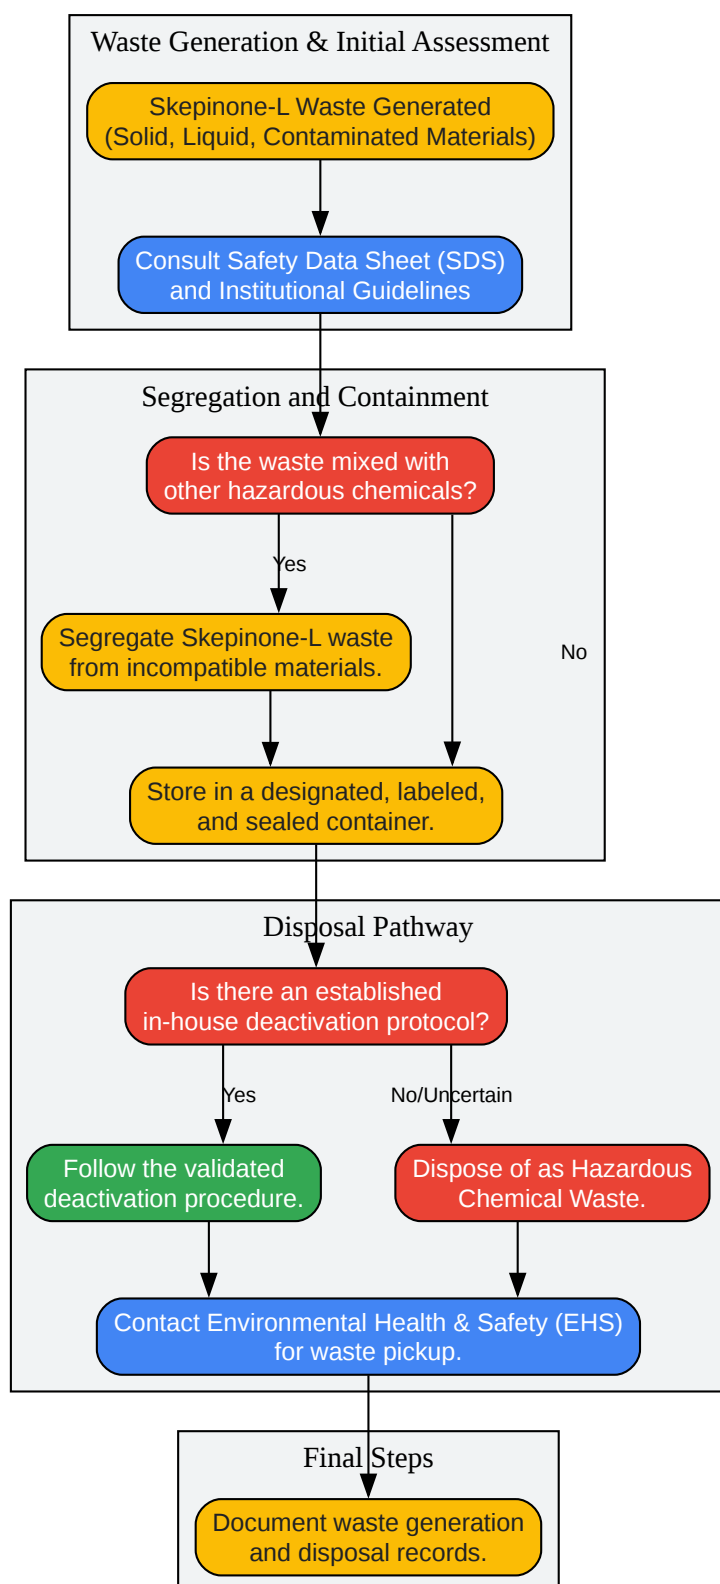 Waste Generation & Initial Assessment
Skepinone-L Waste Generated
(Solid, Liquid, Contaminated Materials)
Consult Safety Data Sheet (SDS)
and Institutional Guidelines
Segregation and Containment
Is the waste mixed with
other hazardous chemicals?
Yes
Segregate Skepinone-L waste
from incompatible materials.
No
Store in a designated, labeled,
and sealed container.
Disposal Pathway
Is there an established
in-house deactivation protocol?
Yes
No/Uncertain
Follow the validated
deactivation procedure.
Dispose of as Hazardous
Chemical Waste.
Contact Environmental Health & Safety (EHS)
for waste pickup.
Final Steps
Document waste generation
and disposal records.